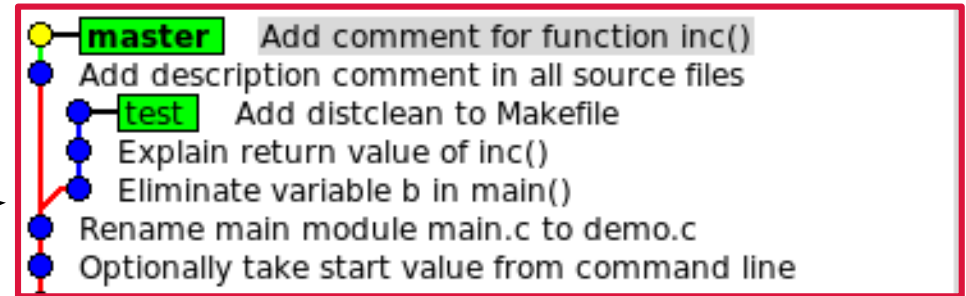 master Add comment for function inc()
Add description comment in all source files
test Add distclean to Makefile
Explain return value of inc()
Eliminate variable b in main()
Rename main module main.c to demo.c
Optionally take start value from command line